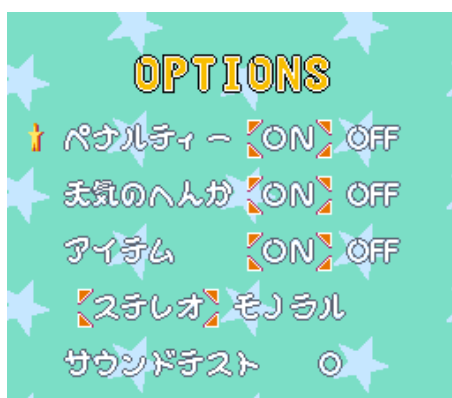 OPTIONS
ペナルティー ON OFF
天気のへんか ON OFF
アイテム ON OFF
ステレオ モノラル
サウンドテスト 0